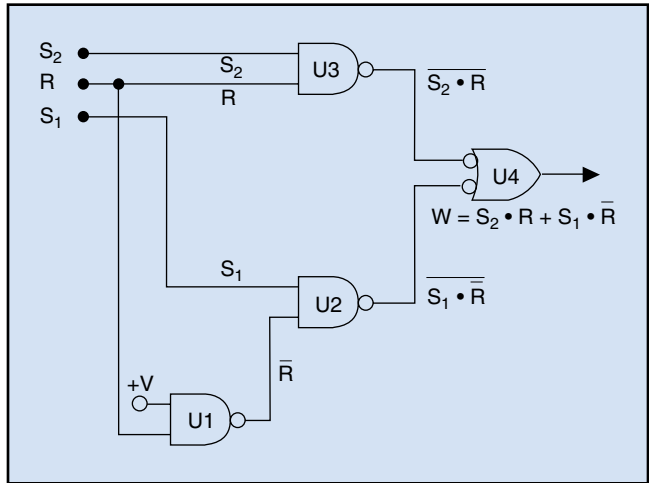 S₂
S₂
U3
S₂ • R
R
R
S₁
U4
W = S₂ • R + S₁ • R̅
S₁
U2
S₁ • R̅
R̅
+V
U1